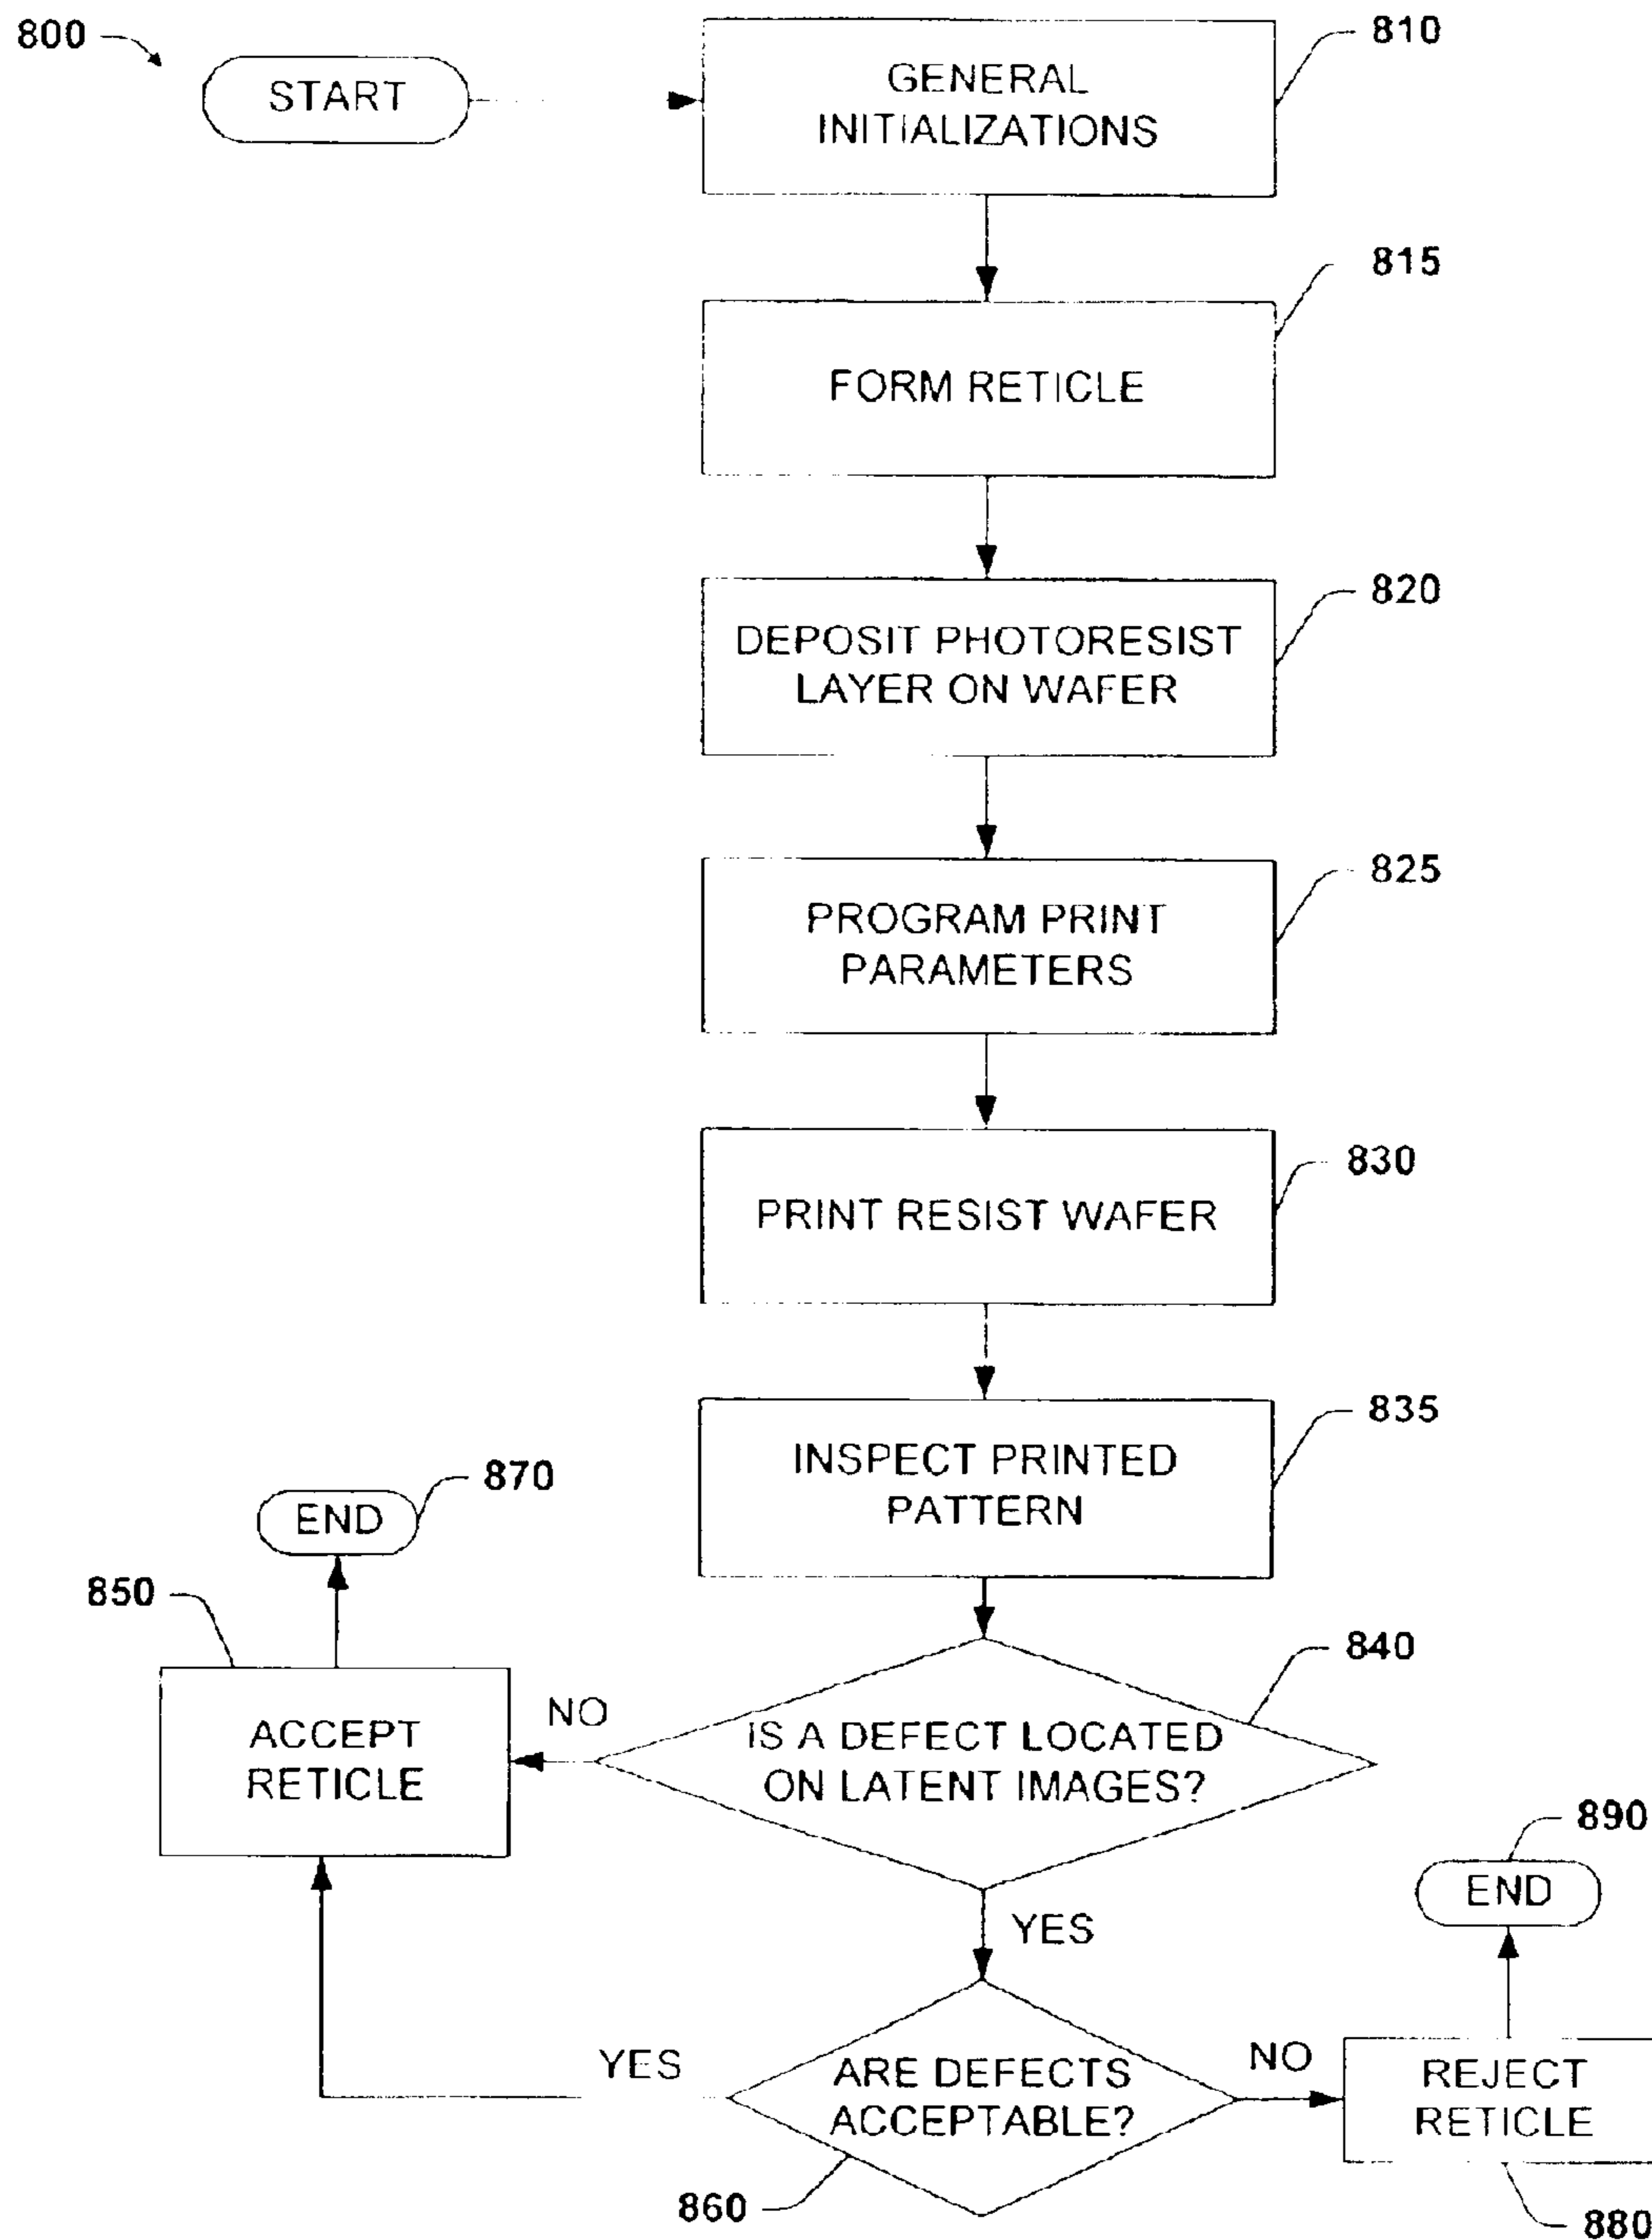 800
START
810
GENERAL
INITIALIZATIONS
815
FORM RETICLE
820
DEPOSIT PHOTORESIST
LAYER ON WAFER
825
PROGRAM PRINT
PARAMETERS
830
PRINT RESIST WAFER
835
INSPECT PRINTED
PATTERN
870
END
850
ACCEPT
RETICLE
NO
840
IS A DEFECT LOCATED
ON LATENT IMAGES?
YES
890
END
YES
ARE DEFECTS
ACCEPTABLE?
NO
REJECT
RETICLE
860
880